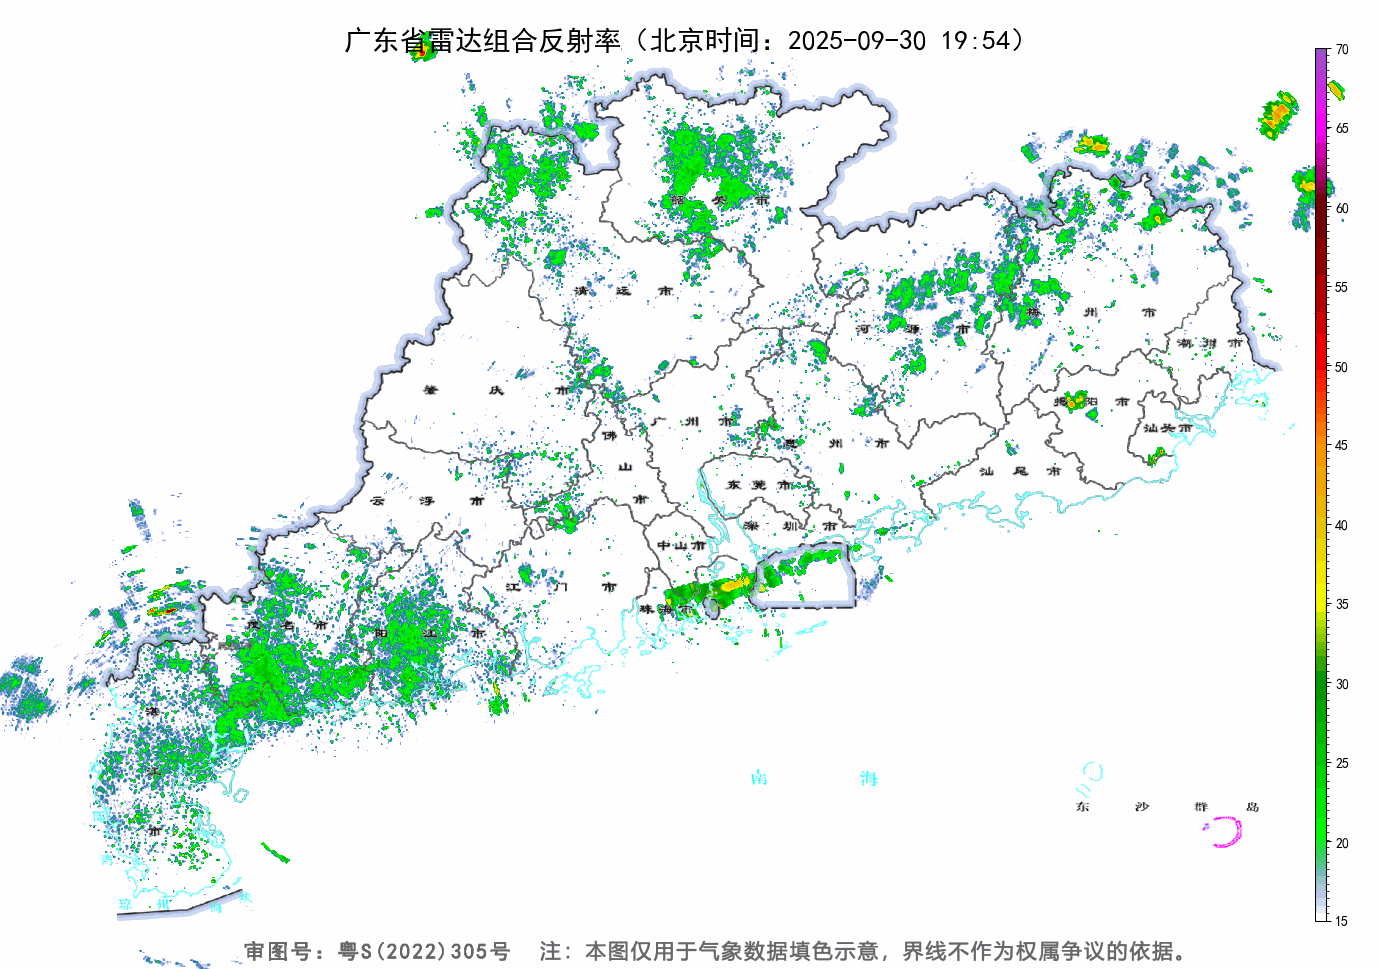 广东省雷达组合反射率（北京时间：2025-09-30 19:54）
70
65
60
55
50
45
40
35
30
25
20
15
韶 关 市
清 远 市
河 源 市
梅 州 市
潮 州 市
肇 庆 市
揭 阳 市
广 州 市
佛 山 市
惠 州 市
汕头市
云 浮 市
东 莞 市
汕 尾 市
深 圳 市
中山市
江 门 市
珠海市
茂 名 市
阳 江 市
湛 江 市
南 海
东 沙 群 岛
琼 州 海 峡
审图号：粤S(2022)305号 注：本图仅用于气象数据填色示意，界线不作为权属争议的依据。